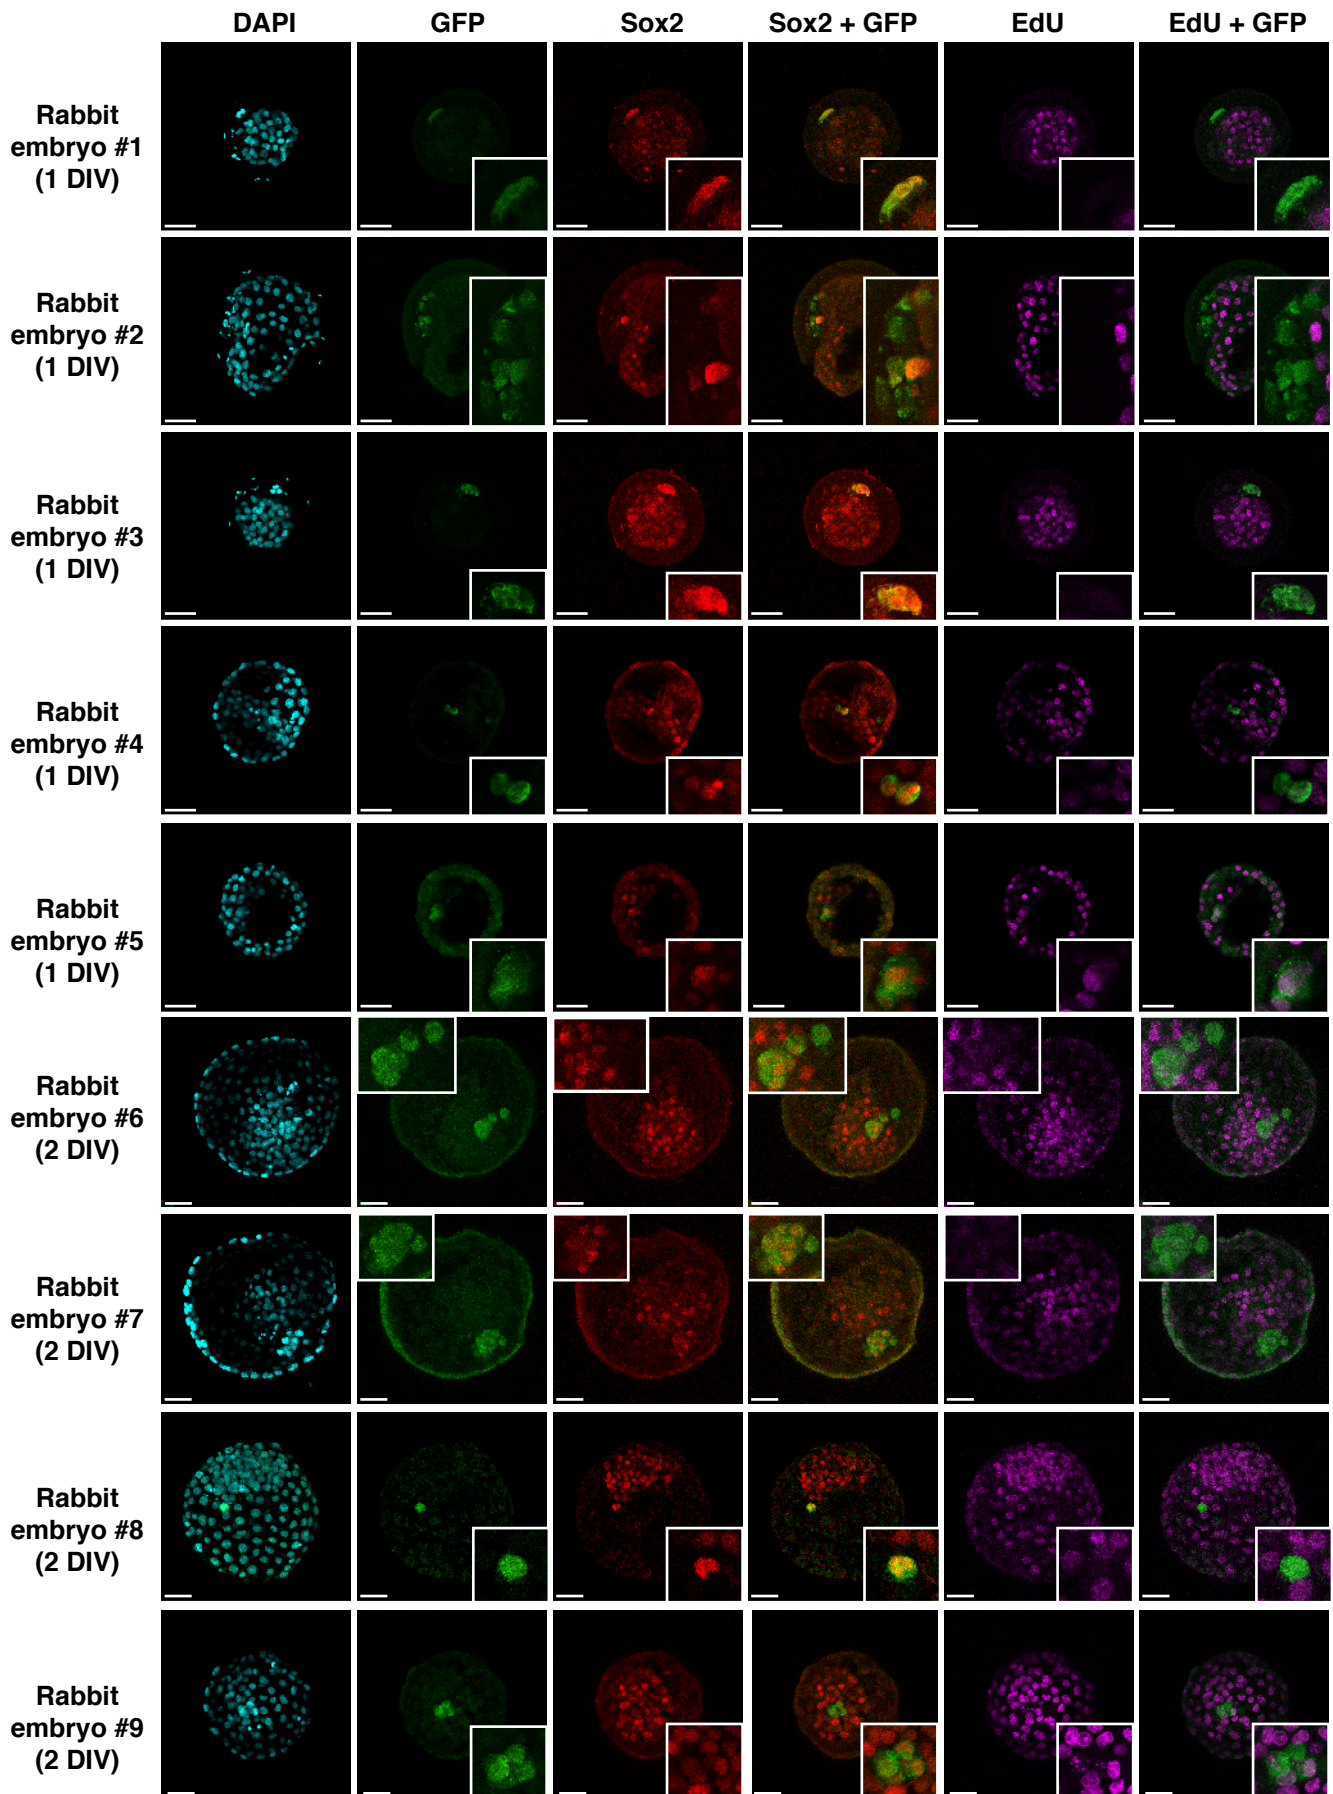 DAPI GFP Sox2 Sox2 + GFP EdU EdU + GFP
Rabbit
embryo #1
(1 DIV)
Rabbit
embryo #2
(1 DIV)
Rabbit
embryo #3
(1 DIV)
Rabbit
embryo #4
(1 DIV)
Rabbit
embryo #5
(1 DIV)
Rabbit
embryo #6
(2 DIV)
Rabbit
embryo #7
(2 DIV)
Rabbit
embryo #8
(2 DIV)
Rabbit
embryo #9
(2 DIV)